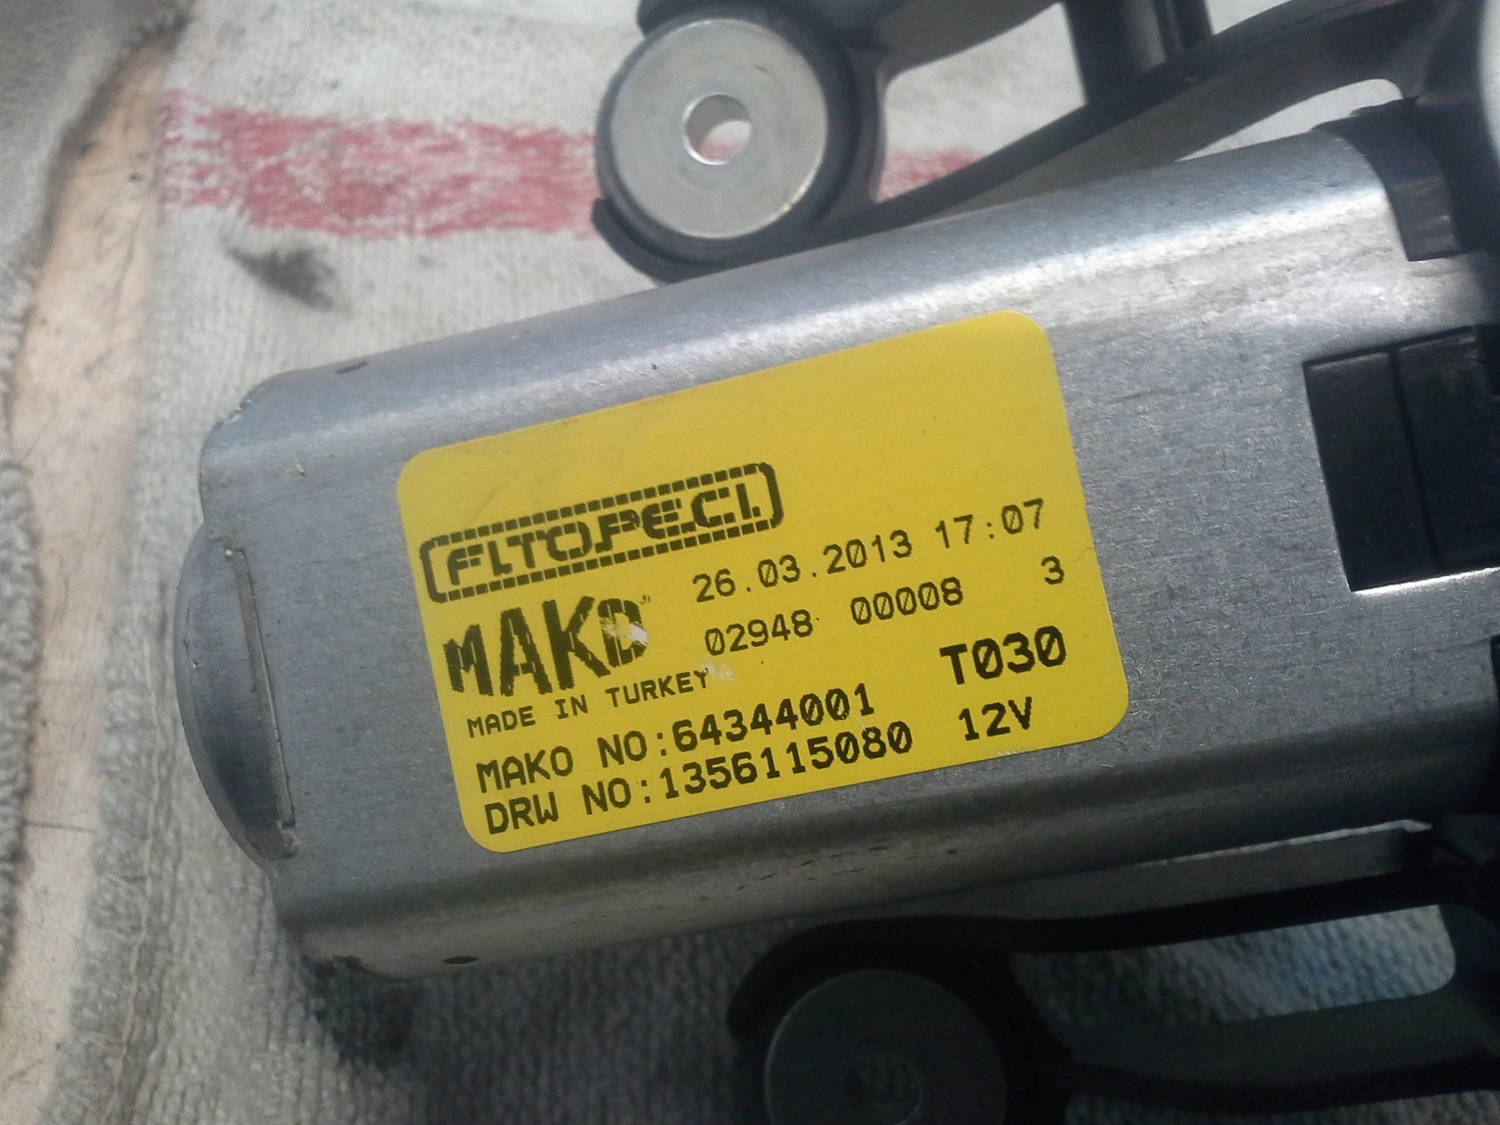 FITOPECI.
MAKO
26.03.2013 17:07
02948 00008 3
MADE IN TURKEY
T030
MAKO NO:64344001
DRW NO:1356115080 12V